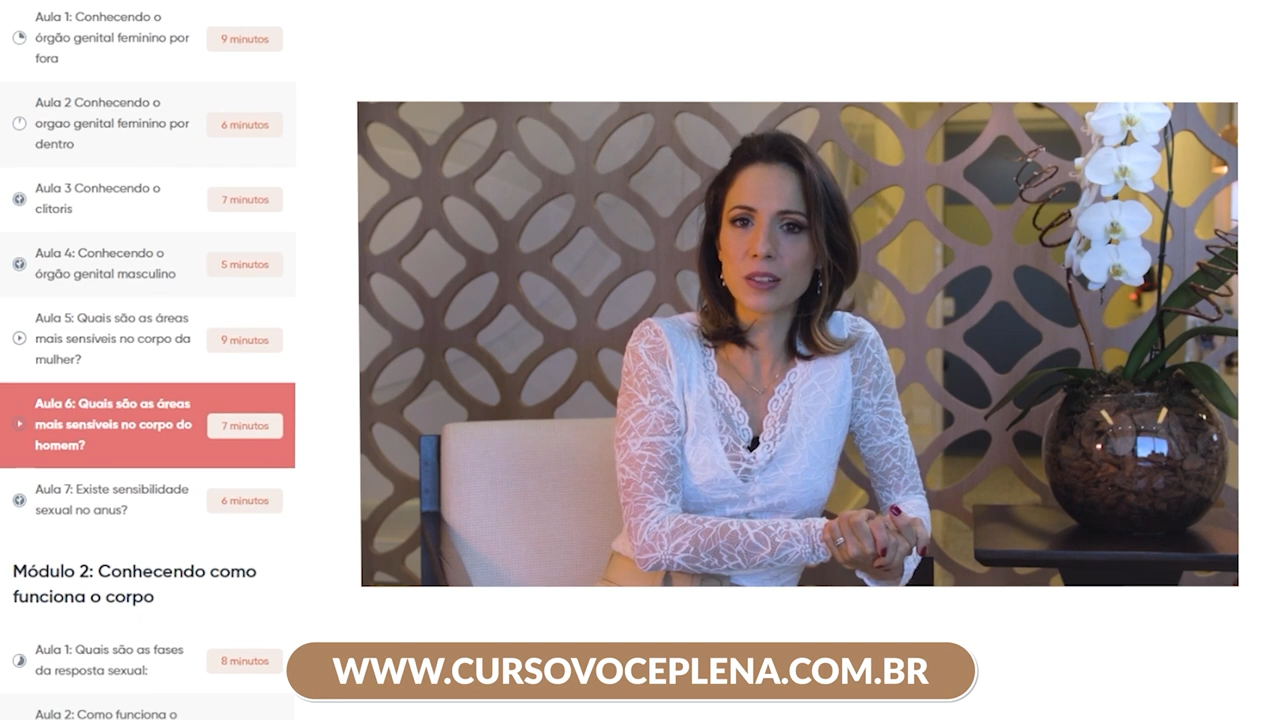 Aula 1: Conhecendo o
órgão genital feminino por
fora
9 minutos
Aula 2 Conhecendo o
orgao genital feminino por
dentro
6 minutos
Aula 3 Conhecendo o
clitoris
7 minutos
Aula 4: Conhecendo o
órgão genital masculino
5 minutos
Aula 5: Quais são as áreas
mais sensíveis no corpo da
mulher?
9 minutos
Aula 6: Quais são as áreas
mais sensíveis no corpo do
homem?
7 minutos
Aula 7: Existe sensibilidade
sexual no anus?
6 minutos
Módulo 2: Conhecendo como
funciona o corpo
Aula 1: Quais são as fases
da resposta sexual:
8 minutos
Aula 2: Como funciona o
WWW.CURSOVOCEPLENA.COM.BR